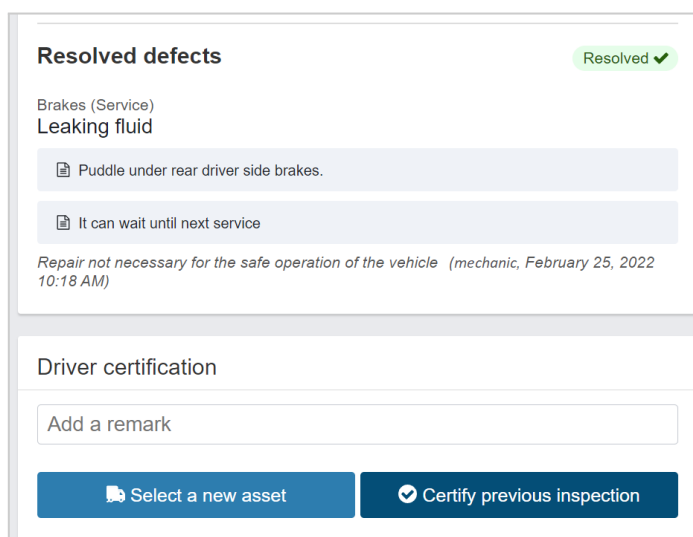 Resolved defects
Resolved
Brakes (Service)
Leaking fluid
Puddle under rear driver side brakes.
It can wait until next service
Repair not necessary for the safe operation of the vehicle (mechanic, February 25, 2022
10:18 AM)
Driver certification
Add a remark
Select a new asset
Certify previous inspection